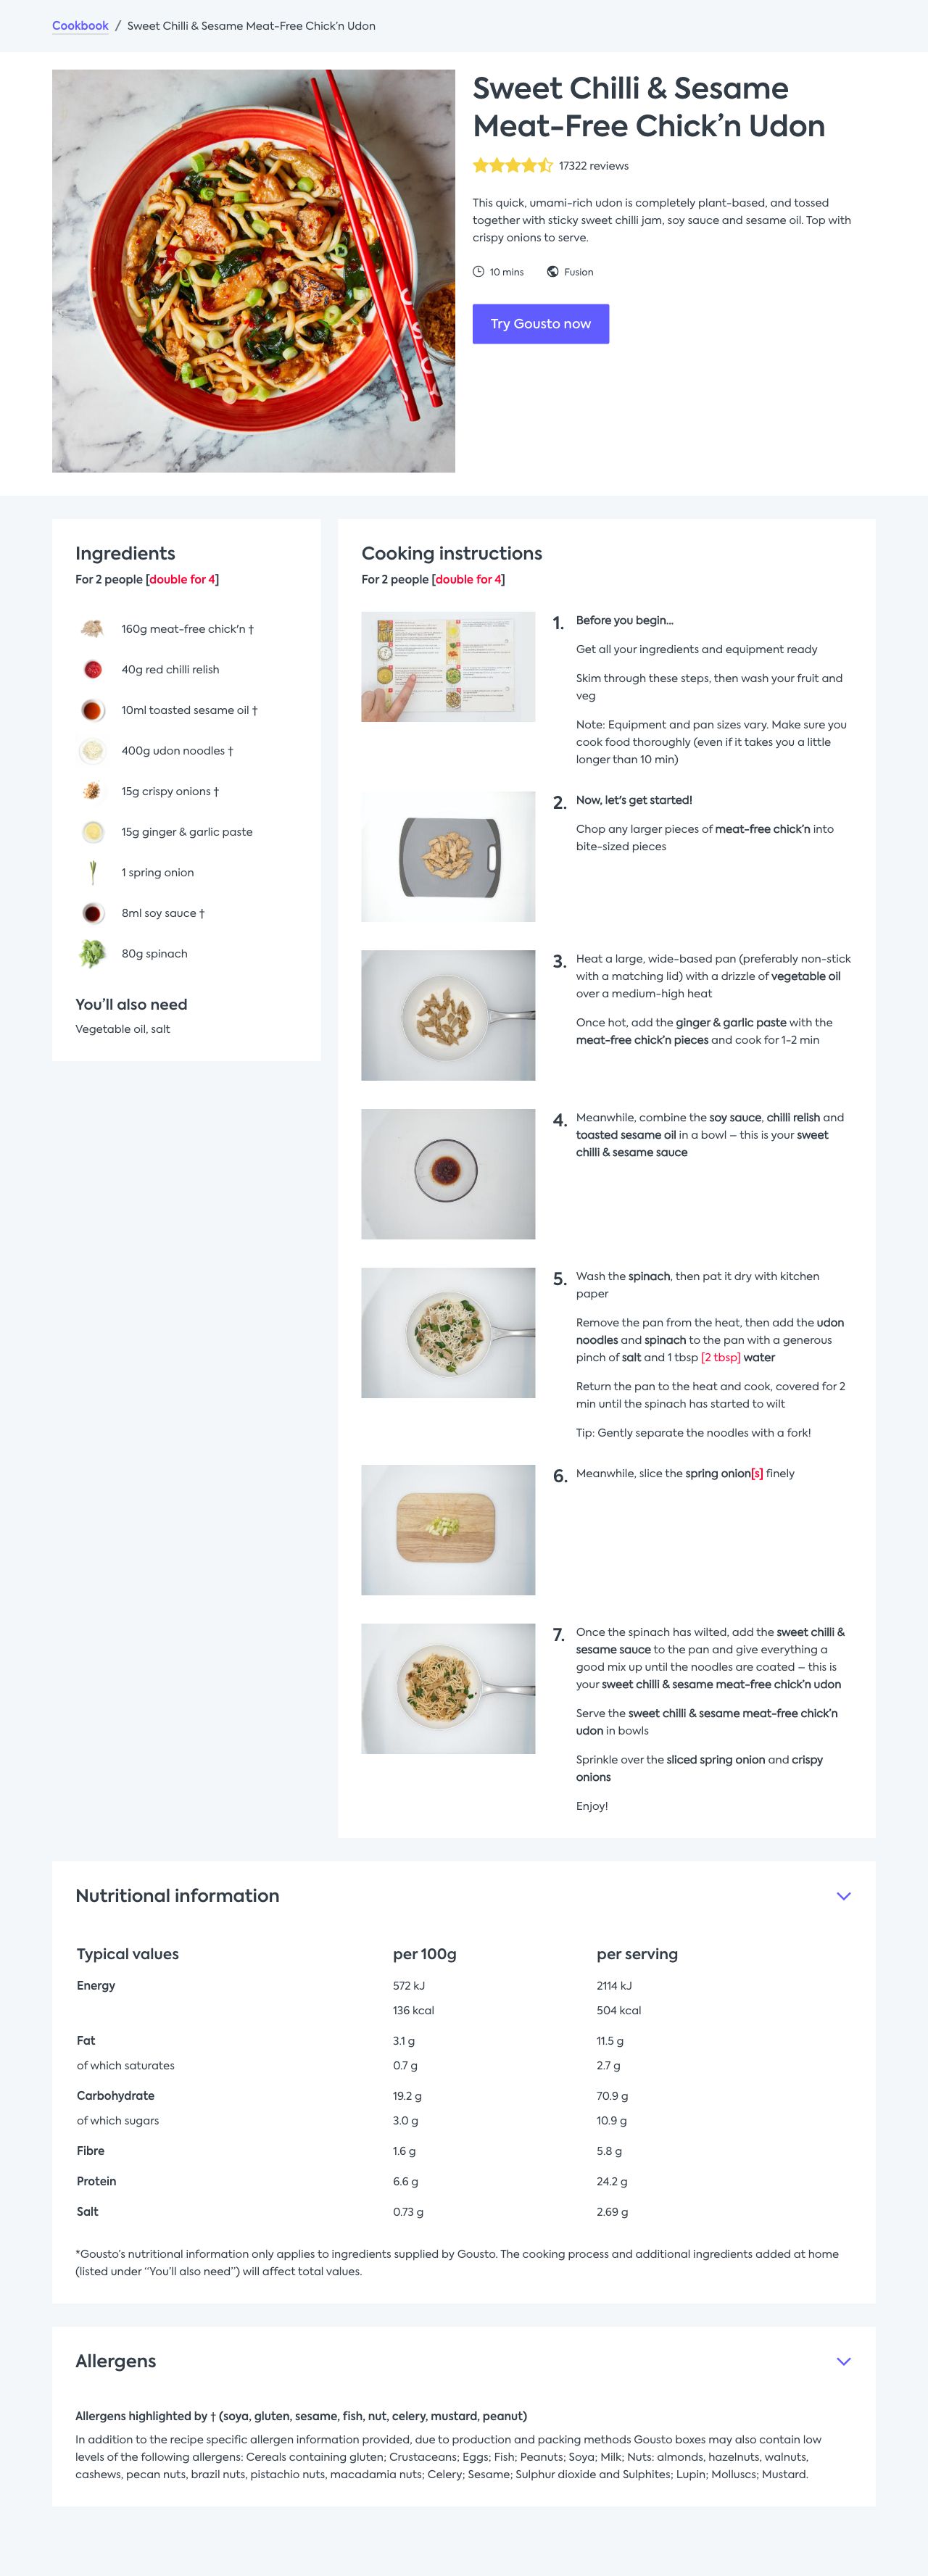 Cookbook / Sweet Chilli & Sesame Meat-Free Chick’n Udon
Sweet Chilli & Sesame
Meat-Free Chick’n Udon
17322 reviews
This quick, umami-rich udon is completely plant-based, and tossed
together with sticky sweet chilli jam, soy sauce and sesame oil. Top with
crispy onions to serve.
10 mins Fusion
Try Gousto now
Ingredients
For 2 people [double for 4]
160g meat-free chick'n †
40g red chilli relish
10ml toasted sesame oil †
400g udon noodles †
15g crispy onions †
15g ginger & garlic paste
1 spring onion
8ml soy sauce †
80g spinach
You’ll also need
Vegetable oil, salt
Cooking instructions
For 2 people [double for 4]
1. Before you begin...
Get all your ingredients and equipment ready
Skim through these steps, then wash your fruit and
veg
Note: Equipment and pan sizes vary. Make sure you
cook food thoroughly (even if it takes you a little
longer than 10 min)
2. Now, let's get started!
Chop any larger pieces of meat-free chick’n into
bite-sized pieces
3. Heat a large, wide-based pan (preferably non-stick
with a matching lid) with a drizzle of vegetable oil
over a medium-high heat
Once hot, add the ginger & garlic paste with the
meat-free chick’n pieces and cook for 1-2 min
4. Meanwhile, combine the soy sauce, chilli relish and
toasted sesame oil in a bowl – this is your sweet
chilli & sesame sauce
5. Wash the spinach, then pat it dry with kitchen
paper
Remove the pan from the heat, then add the udon
noodles and spinach to the pan with a generous
pinch of salt and 1 tbsp [2 tbsp] water
Return the pan to the heat and cook, covered for 2
min until the spinach has started to wilt
Tip: Gently separate the noodles with a fork!
6. Meanwhile, slice the spring onion[s] finely
7. Once the spinach has wilted, add the sweet chilli &
sesame sauce to the pan and give everything a
good mix up until the noodles are coated – this is
your sweet chilli & sesame meat-free chick’n udon
Serve the sweet chilli & sesame meat-free chick’n
udon in bowls
Sprinkle over the sliced spring onion and crispy
onions
Enjoy!
Nutritional information
Typical values per 100g per serving
Energy 572 kJ 2114 kJ
136 kcal 504 kcal
Fat 3.1 g 11.5 g
of which saturates 0.7 g 2.7 g
Carbohydrate 19.2 g 70.9 g
of which sugars 3.0 g 10.9 g
Fibre 1.6 g 5.8 g
Protein 6.6 g 24.2 g
Salt 0.73 g 2.69 g
*Gousto’s nutritional information only applies to ingredients supplied by Gousto. The cooking process and additional ingredients added at home
(listed under “You’ll also need”) will affect total values.
Allergens
Allergens highlighted by † (soya, gluten, sesame, fish, nut, celery, mustard, peanut)
In addition to the recipe specific allergen information provided, due to production and packing methods Gousto boxes may also contain low
levels of the following allergens: Cereals containing gluten; Crustaceans; Eggs; Fish; Peanuts; Soya; Milk; Nuts: almonds, hazelnuts, walnuts,
cashews, pecan nuts, brazil nuts, pistachio nuts, macadamia nuts; Celery; Sesame; Sulphur dioxide and Sulphites; Lupin; Molluscs; Mustard.